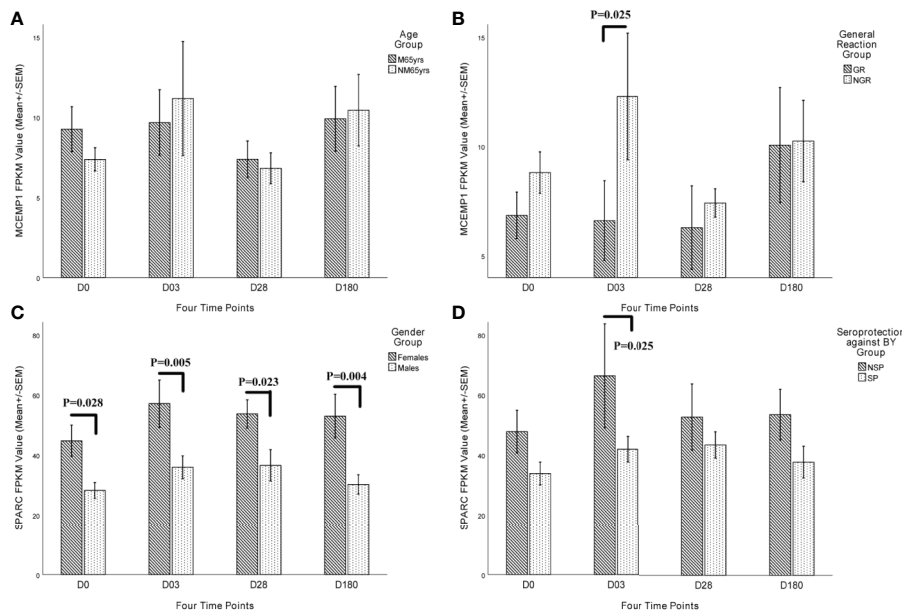 A
Age
Group
M65yrs
NM65yrs
MCEMP1 FPKM Value (Mean+/-SEM)
15
10
5
0
D0 D03 D28 D180
Four Time Points
B
P=0.025
General
Reaction
Group
GR
NGR
MCEMP1 FPKM Value (Mean+/-SEM)
15
10
5
D0 D03 D28 D180
Four Time Points
C
Gender
Group
Females
Males
SPARC FPKM Value (Mean+/-SEM)
80
60
40
20
0
P=0.028
P=0.005
P=0.023
P=0.004
D0 D03 D28 D180
Four Time Points
D
Seroprotection
against BY
Group
NSP
SP
SPARC FPKM Value (Mean+/-SEM)
80
60
40
20
0
P=0.025
D0 D03 D28 D180
Four Time Points